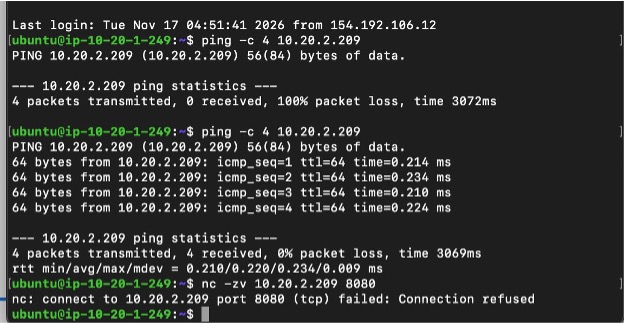 Last login: Tue Nov 17 04:51:41 2026 from 154.192.106.12
[ubuntu@ip-10-20-1-249:~$ ping -c 4 10.20.2.209 ]
PING 10.20.2.209 (10.20.2.209) 56(84) bytes of data.
--- 10.20.2.209 ping statistics ---
4 packets transmitted, 0 received, 100% packet loss, time 3072ms
[ubuntu@ip-10-20-1-249:~$ ping -c 4 10.20.2.209 ]
PING 10.20.2.209 (10.20.2.209) 56(84) bytes of data.
64 bytes from 10.20.2.209: icmp_seq=1 ttl=64 time=0.214 ms
64 bytes from 10.20.2.209: icmp_seq=2 ttl=64 time=0.234 ms
64 bytes from 10.20.2.209: icmp_seq=3 ttl=64 time=0.210 ms
64 bytes from 10.20.2.209: icmp_seq=4 ttl=64 time=0.224 ms
--- 10.20.2.209 ping statistics ---
4 packets transmitted, 4 received, 0% packet loss, time 3069ms
rtt min/avg/max/mdev = 0.210/0.220/0.234/0.009 ms
[ubuntu@ip-10-20-1-249:~$ nc -zv 10.20.2.209 8080 ]
nc: connect to 10.20.2.209 port 8080 (tcp) failed: Connection refused
ubuntu@ip-10-20-1-249:~$